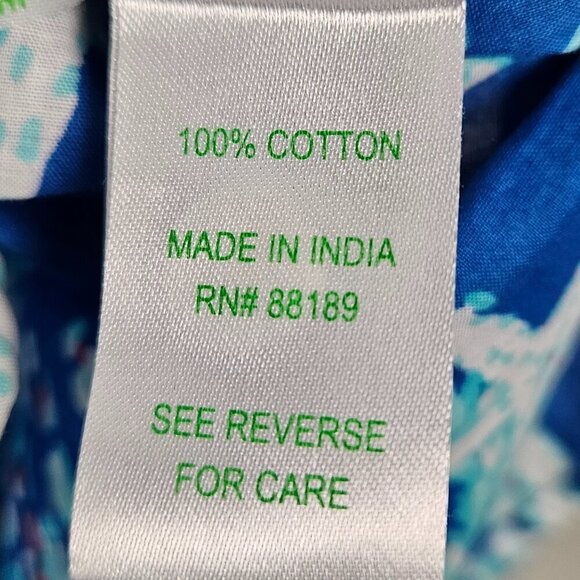 100% COTTON
MADE IN INDIA
RN# 88189
SEE REVERSE
FOR CARE